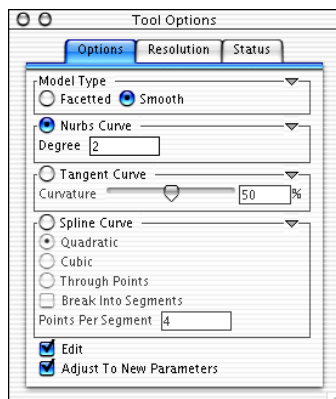 Tool Options
Options Resolution Status
Model Type
Facetted Smooth
Nurbs Curve
Degree 2
Tangent Curve
Curvature 50 %
Spline Curve
Quadratic
Cubic
Through Points
Break Into Segments
Points Per Segment 4
Edit
Adjust To New Parameters